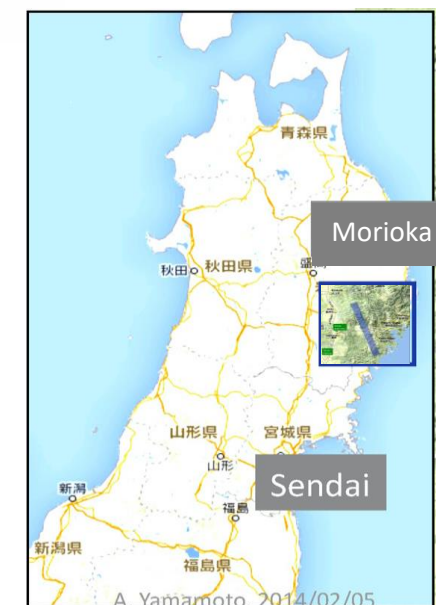 青森県
Morioka
盛岡
秋田
秋田県
山形県
宮城県
山形
Sendai
新潟
福島
新潟県
福島県
A. Yamamoto, 2014/02/05